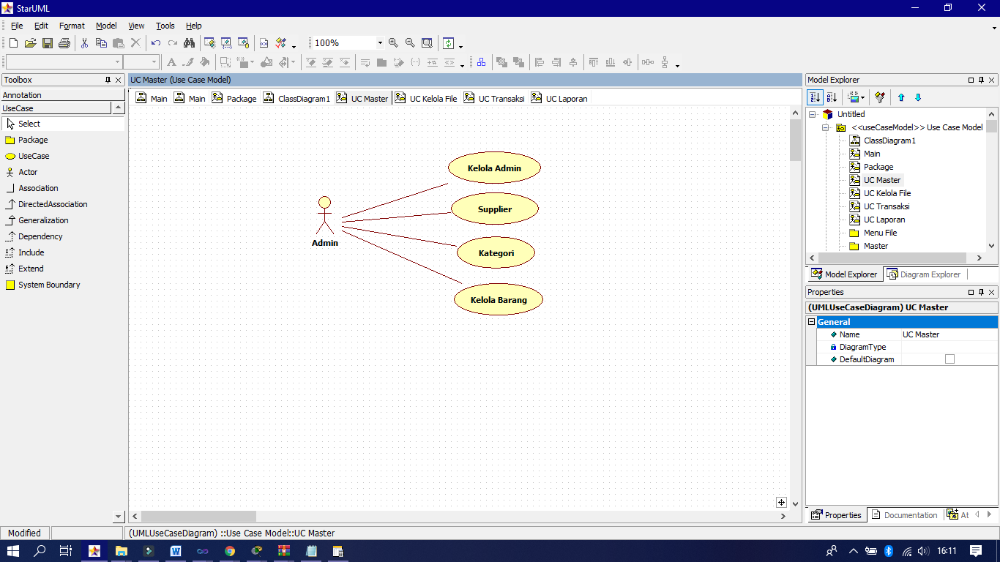 StarUML
File Edit Format Model View Tools Help
100%
Toolbox
Annotation
UseCase
Select
Package
UseCase
Actor
Association
DirectedAssociation
Generalization
Dependency
Include
Extend
System Boundary
UC Master (Use Case Model)
Main Main Package ClassDiagram1 UC Master UC Kelola File UC Transaksi UC Laporan
Admin
Kelola Admin
Supplier
Kategori
Kelola Barang
Model Explorer
Untitled
<<useCaseModel>> Use Case Model
ClassDiagram1
Main
Package
UC Master
UC Kelola File
UC Transaksi
UC Laporan
Menu File
Master
Model Explorer Diagram Explorer
Properties
(UMLUseCaseDiagram) UC Master
General
Name UC Master
DiagramType
DefaultDiagram
Properties Documentation At
Modified
(UMLUseCaseDiagram) ::Use Case Model::UC Master
16:11